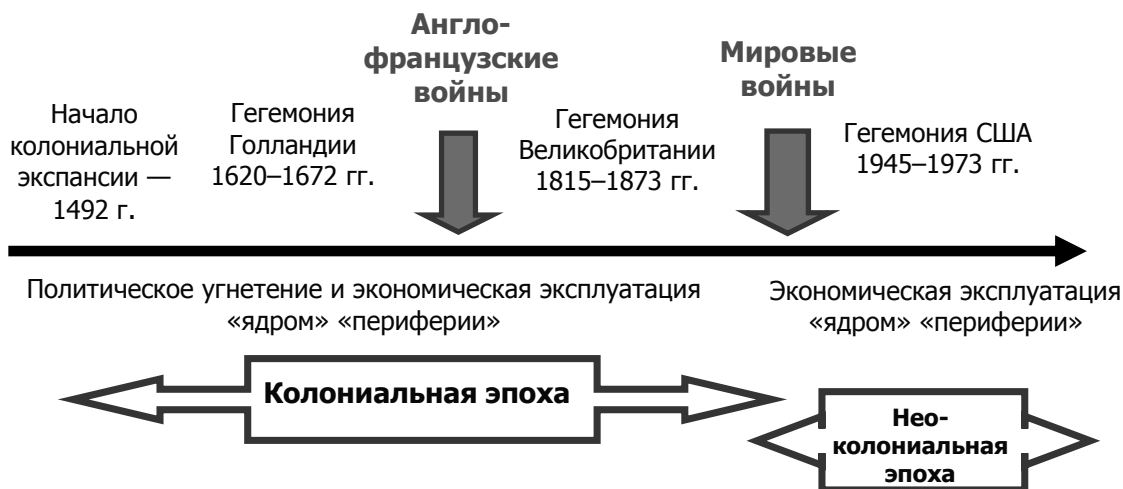 Англо-
французские
войны
Мировые
войны
Начало
колониальной
экспансии —
1492 г.
Гегемония
Голландии
1620–1672 гг.
Гегемония
Великобритании
1815–1873 гг.
Гегемония США
1945–1973 гг.
Политическое угнетение и экономическая эксплуатация
«ядром» «периферии»
Экономическая эксплуатация
«ядром» «периферии»
Колониальная эпоха
Нео-
колониальная
эпоха